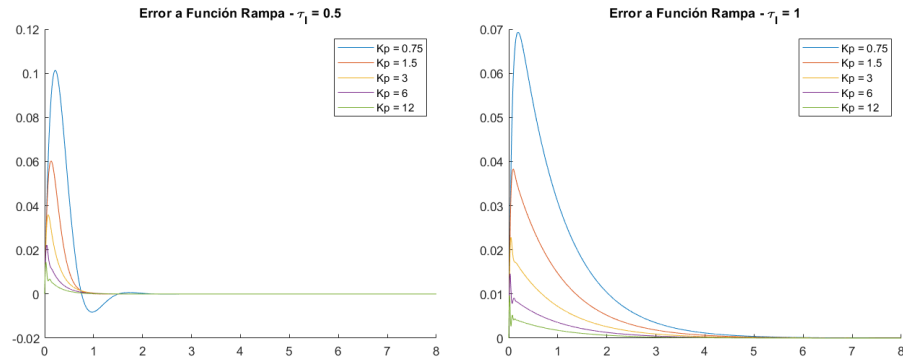 Error a Función Rampa - τI = 0.5
0.12
0.1
0.08
0.06
0.04
0.02
0
-0.02
0 1 2 3 4 5 6 7 8
Kp = 0.75
Kp = 1.5
Kp = 3
Kp = 6
Kp = 12
Error a Función Rampa - τI = 1
0.07
0.06
0.05
0.04
0.03
0.02
0.01
0
0 1 2 3 4 5 6 7 8
Kp = 0.75
Kp = 1.5
Kp = 3
Kp = 6
Kp = 12